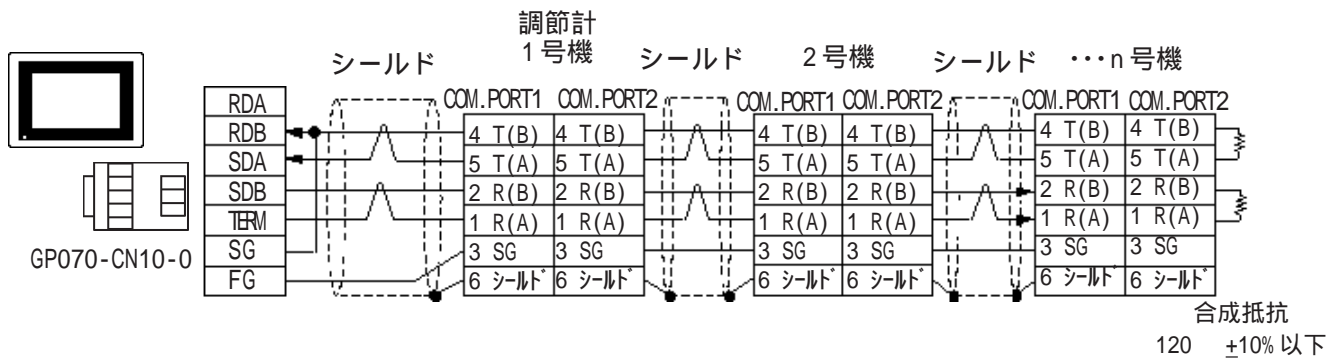 調節計
1号機
シールド
シールド
2号機
シールド
・・・n号機
COM.PORT1 COM.PORT2
COM.PORT1 COM.PORT2
COM.PORT1 COM.PORT2
RDA
RDB
SDA
SDB
TERM
SG
FG
GP070-CN10-0
4 T(B) 4 T(B)
5 T(A) 5 T(A)
2 R(B) 2 R(B)
1 R(A) 1 R(A)
3 SG 3 SG
6 シールド 6 シールド
4 T(B) 4 T(B)
5 T(A) 5 T(A)
2 R(B) 2 R(B)
1 R(A) 1 R(A)
3 SG 3 SG
6 シールド 6 シールド
4 T(B) 4 T(B)
5 T(A) 5 T(A)
2 R(B) 2 R(B)
1 R(A) 1 R(A)
3 SG 3 SG
6 シールド 6 シールド
合成抵抗
120 ±10% 以下